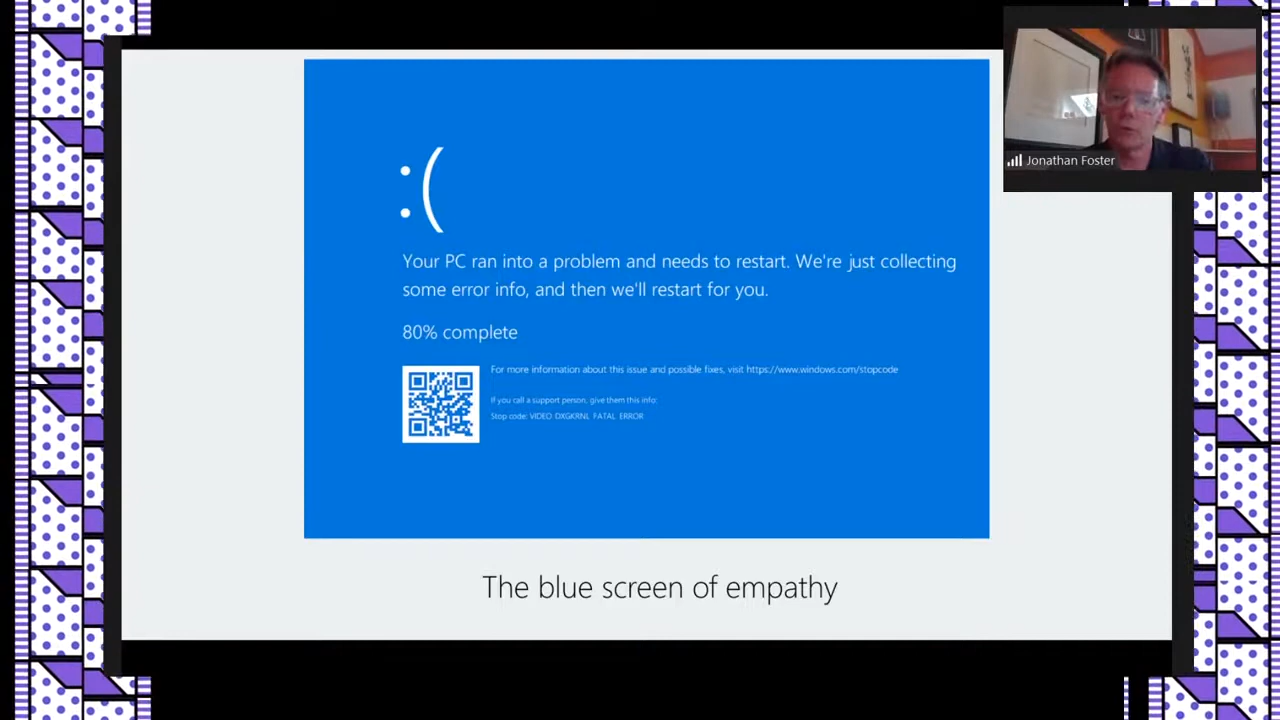 Jonathan Foster
:(
Your PC ran into a problem and needs to restart. We're just collecting
some error info, and then we'll restart for you.
80% complete
For more information about this issue and possible fixes, visit https://www.windows.com/stopcode
If you call a support person, give them this info:
Stop code: VIDEO DXGKRNL FATAL ERROR
The blue screen of empathy